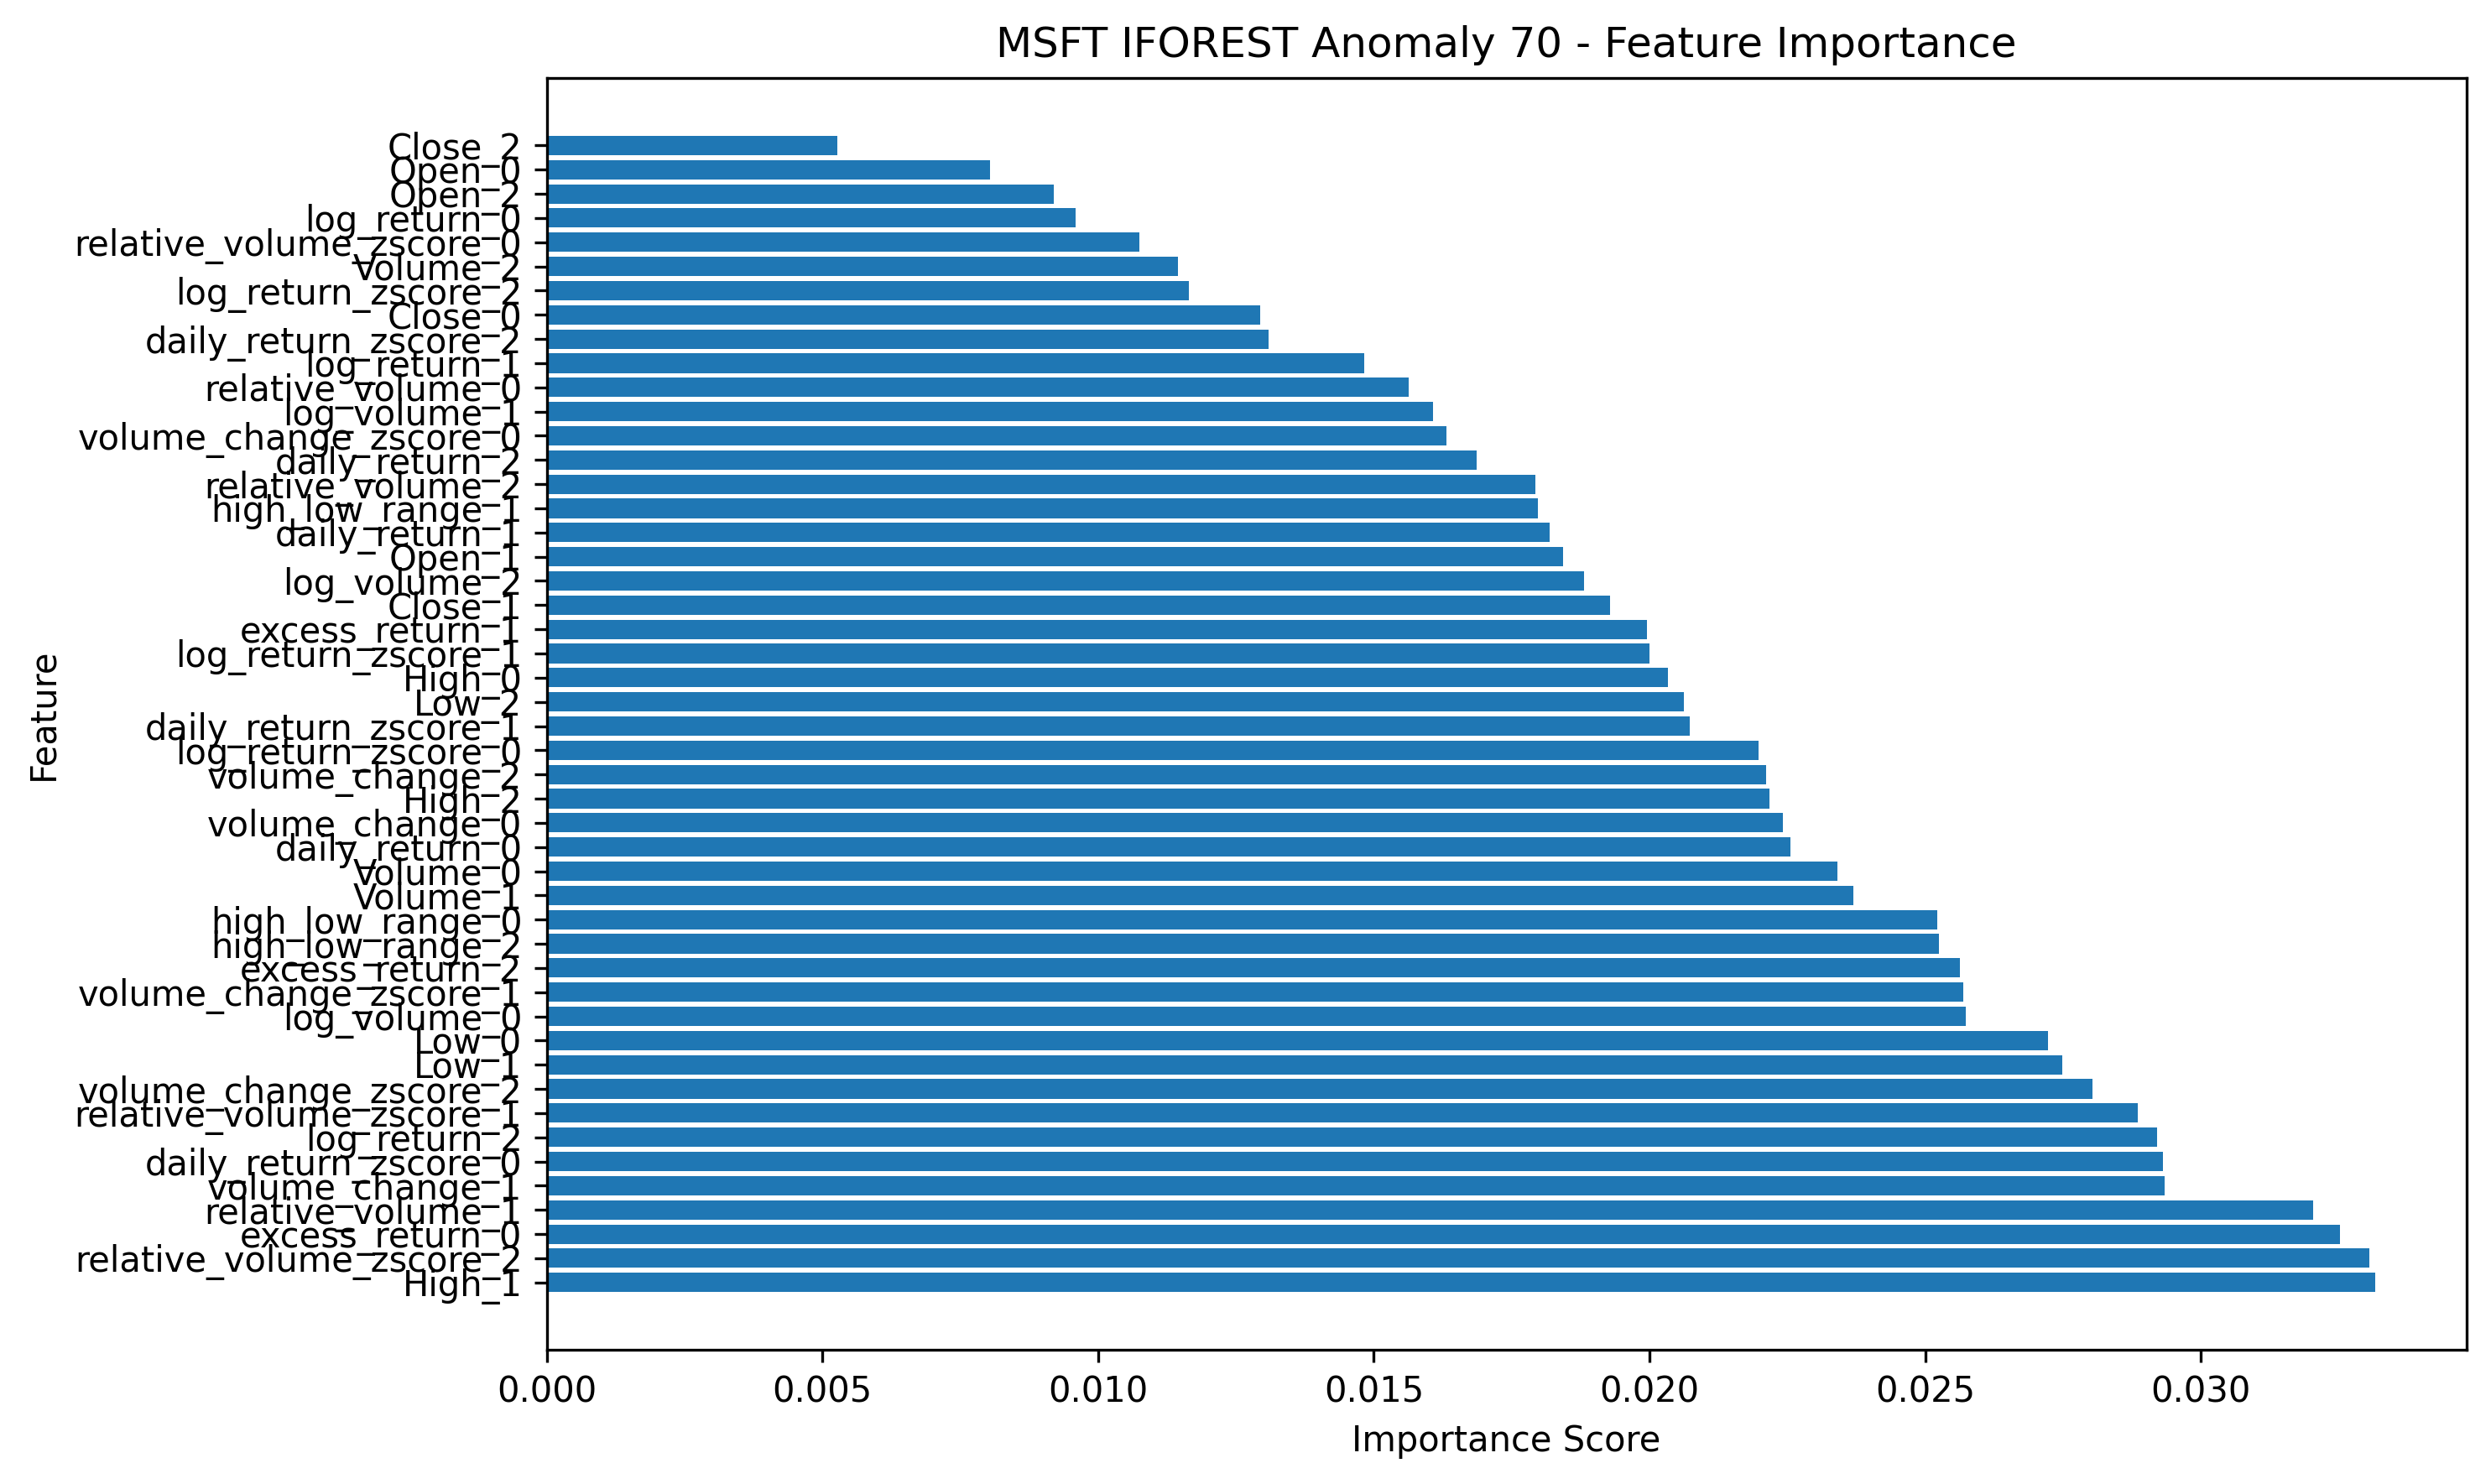 MSFT IFOREST Anomaly 70 - Feature Importance
Close_2
Open_0
Open_2
log_return_0
relative_volume_zscore_0
Volume_2
log_return_zscore_2
Close_0
daily_return_zscore_2
log_return_1
relative_volume_0
log_volume_1
volume_change_zscore_0
daily_return_2
relative_volume_2
high_low_range_1
daily_return_1
Open_1
log_volume_2
Close_1
excess_return_1
log_return_zscore_1
High_0
Low_2
daily_return_zscore_1
log_return_zscore_0
volume_change_2
High_2
volume_change_0
daily_return_0
Volume_0
Volume_1
high_low_range_0
high_low_range_2
excess_return_2
volume_change_zscore_1
log_volume_0
Low_0
Low_1
volume_change_zscore_2
relative_volume_zscore_1
log_return_2
daily_return_zscore_0
volume_change_1
relative_volume_1
excess_return_0
relative_volume_zscore_2
High_1
Feature
0.000 0.005 0.010 0.015 0.020 0.025 0.030
Importance Score